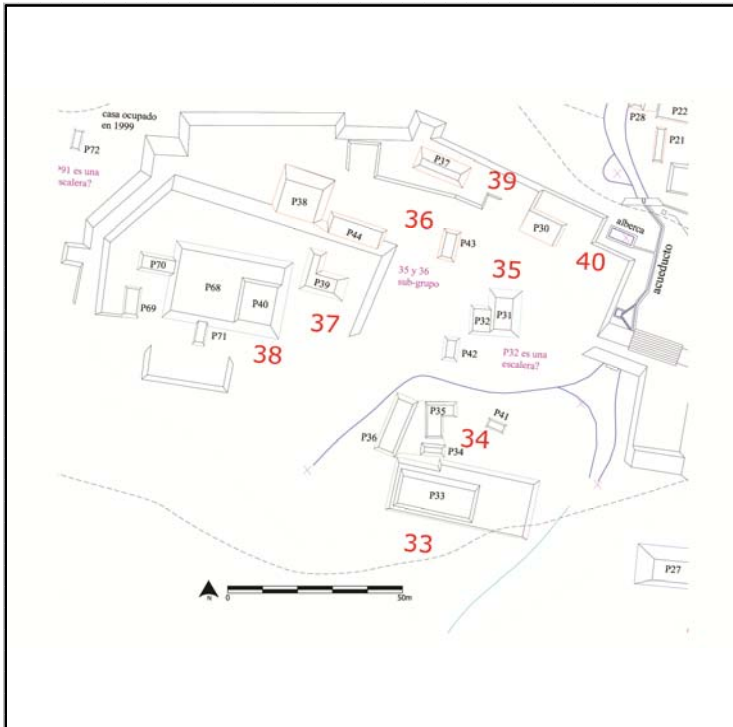 casa ocupado
en 1999
P72
P91 es una
scalera?
P28
P22
P21
P37
39
P38
36
P44
P43
P30
40
alberca
acueducto
35
35 y 36
sub-grupo
P70
P68
P40
P39
P69
P71
37
38
P32
P31
P42
P32 es una
escalera?
P36
P35
P41
34
P34
P33
33
P27
N
0
50m